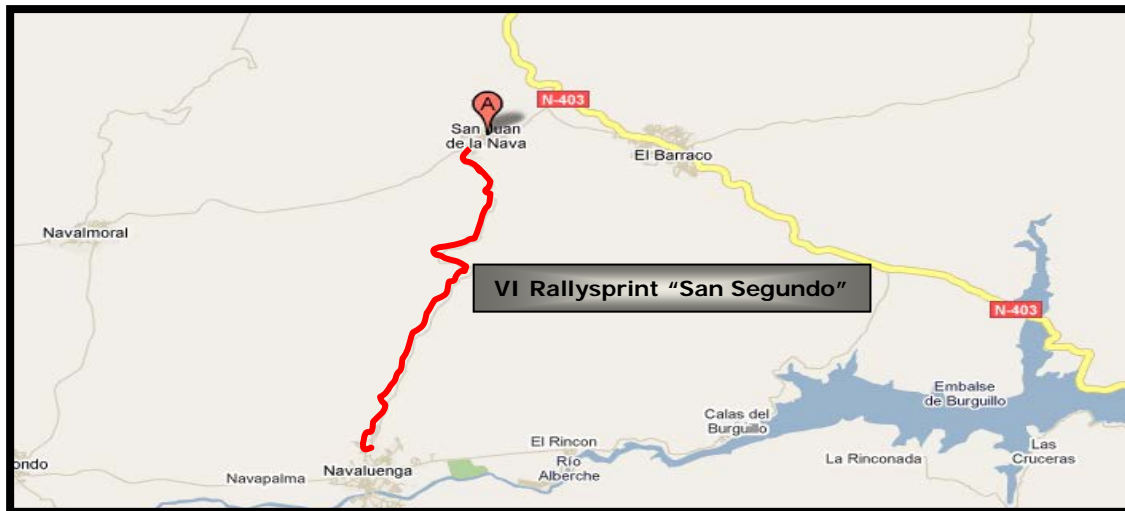 N-403
A
San Juan
de la Nava
El Barraco
Navalmoral
VI Rallysprint “San Segundo”
N-403
Embalse
de Burguillo
Calas del
Burguillo
El Rincon
Río
Alberche
La Rinconada
Las
Cruceras
ondo
Navapalma
Navaluenga